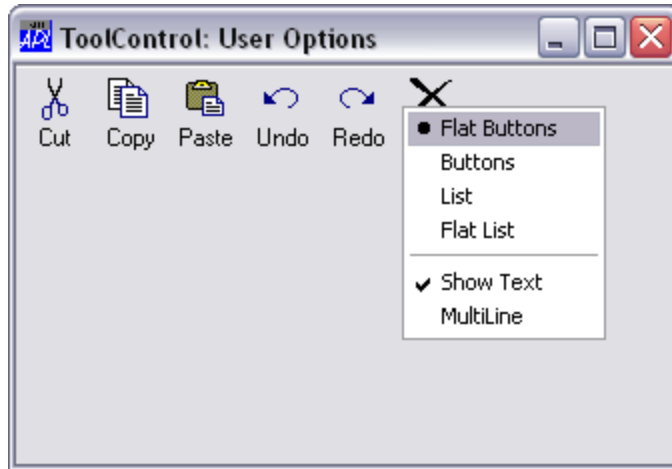 ToolControl: User Options
Cut Copy Paste Undo Redo
Flat Buttons
Buttons
List
Flat List
Show Text
MultiLine